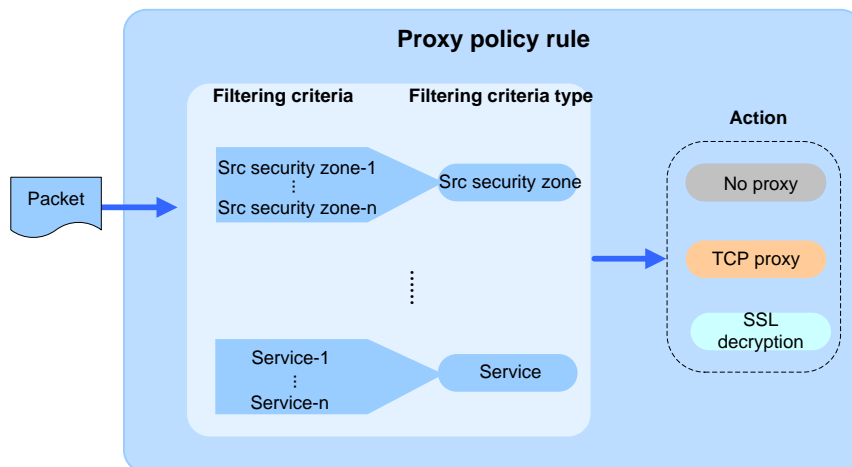 Proxy policy rule
Filtering criteria
Filtering criteria type
Action
Packet
Src security zone-1
Src security zone-n
Src security zone
No proxy
TCP proxy
SSL
decryption
Service-1
Service-n
Service